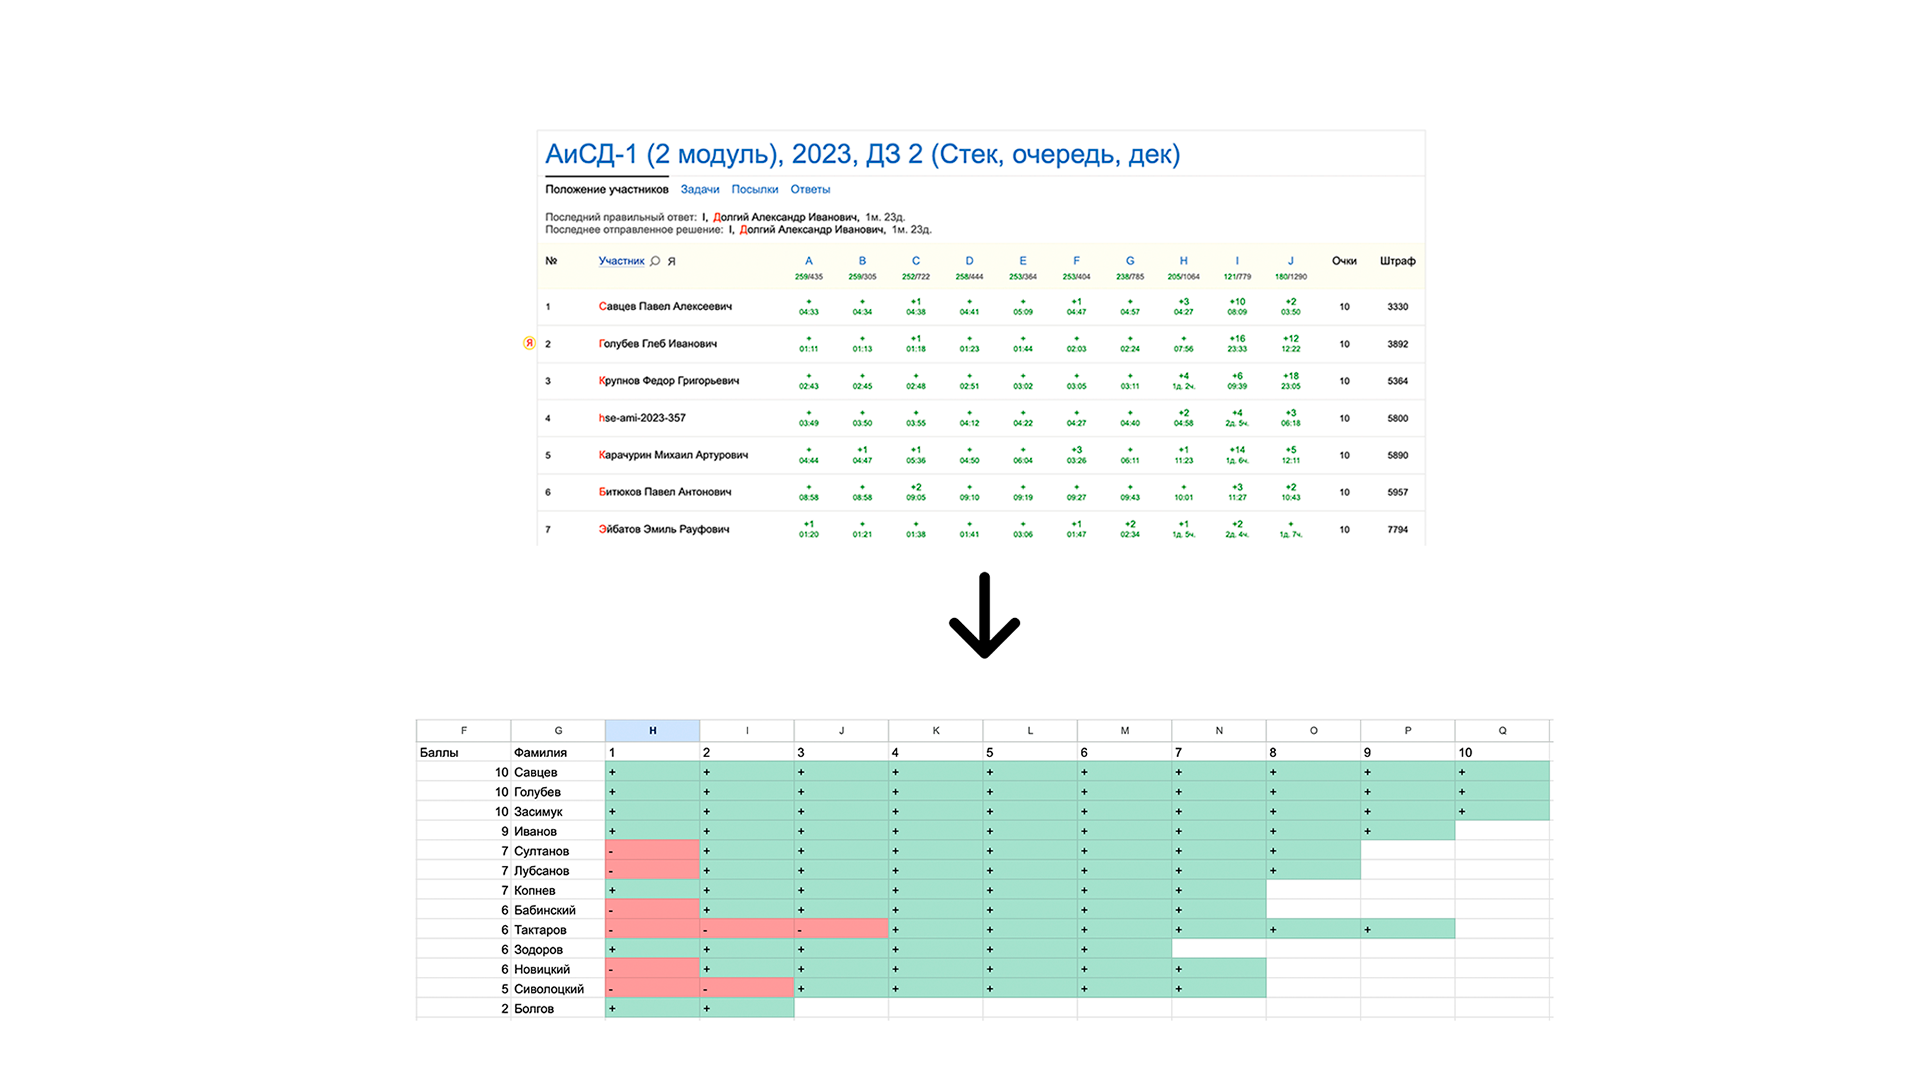 АиСД-1 (2 модуль), 2023, ДЗ 2 (Стек, очередь, дек)
Положение участников Задачи Посылки Ответы
Последний правильный ответ: I, Долгий Александр Иванович, 1м. 23д.
Последнее отправленное решение: I, Долгий Александр Иванович, 1м. 23д.
№ Участник Я A B C D E F G H I J Очки Штраф
259/435 259/305 252/722 258/444 253/364 253/404 238/785 205/1064 121/779 180/1290
+ + +1 + + +1 + +3 +10 +2
1 Савцев Павел Алексеевич 10 3330
04:33 04:34 04:38 04:41 05:09 04:47 04:57 04:27 08:09 03:50
+ + +1 + + + + + +16 +12
Я 2 Голубев Глеб Иванович 10 3892
01:11 01:13 01:18 01:23 01:44 02:03 02:24 07:56 23:33 12:22
+ + + + + + + +4 +6 +18
3 Крупнов Федор Григорьевич 10 5364
02:43 02:45 02:48 02:51 03:02 03:05 03:11 1д. 2ч. 09:39 23:05
+ + + + + + + +2 +4 +3
4 hse-ami-2023-357 10 5800
03:49 03:50 03:55 04:12 04:22 04:27 04:40 04:58 2д. 5ч. 06:18
+ +1 +1 + + +3 + +1 +14 +5
5 Карачурин Михаил Артурович 10 5890
04:44 04:47 05:36 04:50 06:04 03:26 06:11 11:23 1д. 6ч. 12:11
+ + +2 + + + + + +3 +2
6 Битюков Павел Антонович 10 5957
08:58 08:58 09:05 09:10 09:19 09:27 09:43 10:01 11:27 10:43
+1 + + + + +1 +2 +1 +2 +
7 Эйбатов Эмиль Рауфович 10 7794
01:20 01:21 01:38 01:41 03:06 01:47 02:34 1д. 5ч. 2д. 4ч. 1д. 7ч.
F G H I J K L M N O P Q
Баллы Фамилия 1 2 3 4 5 6 7 8 9 10
10 Савцев + + + + + + + + + +
10 Голубев + + + + + + + + + +
10 Засимук + + + + + + + + + +
9 Иванов + + + + + + + + +
7 Султанов - + + + + + + +
7 Лубсанов - + + + + + + +
7 Копнев + + + + + + +
6 Бабинский - + + + + + +
6 Тактаров - - - + + + + + +
6 Зодоров + + + + + +
6 Новицкий - + + + + + +
5 Сиволоцкий - - + + + + +
2 Болгов + +